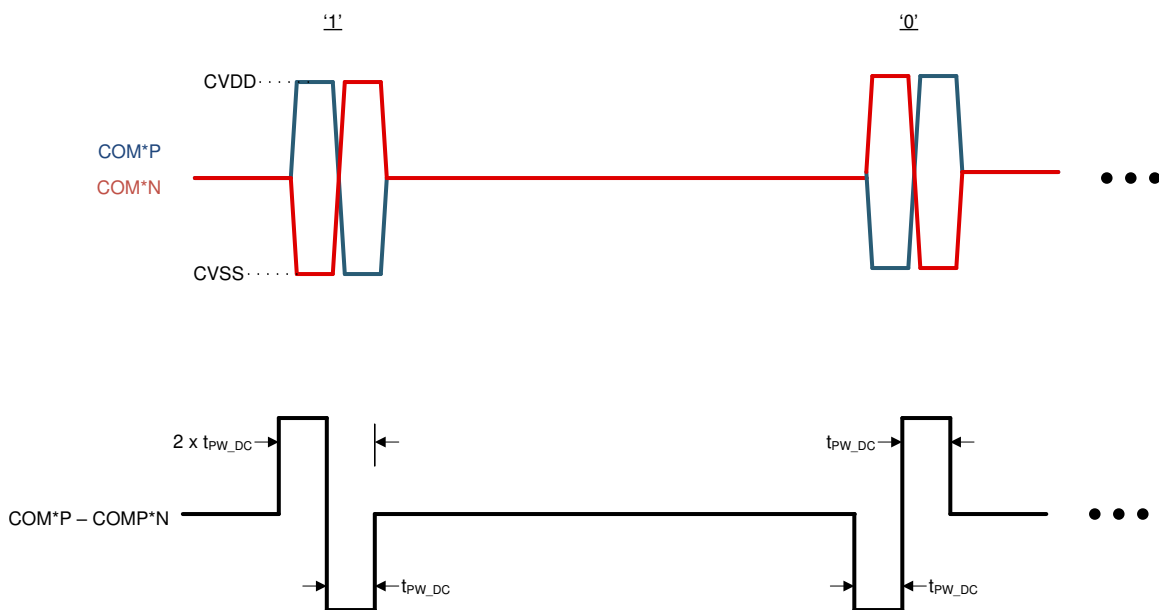 ‘1’
‘0’
CVDD
COM*P
COM*N
CVSS
2 x tPW_DC
tPW_DC
COM*P – COMP*N
tPW_DC
tPW_DC